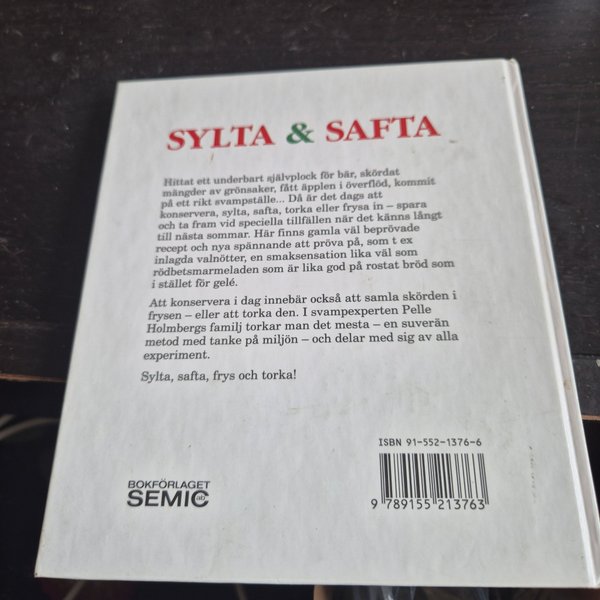 SYLTA & SAFTA
Hittat ett underbart självplock för bär, skördat
mängder av grönsaker, fått äpplen i överflöd, kommit
på ett rikt svampställe... Då är det dags att
konservera, sylta, safta, torka eller frysa in – spara
och ta fram vid speciella tillfällen när det känns långt
till nästa sommar. Här finns gamla väl beprövade
recept och nya spännande att pröva på, som t ex
inlagda valnötter, en smaksensation lika väl som
rödbetsmarmeladen som är lika god på rostat bröd som
i stället för gelé.
Att konservera i dag innebär också att samla skörden i
frysen – eller att torka den. I svampexperten Pelle
Holmbergs familj torkar man det mesta – en suverän
metod med tanke på miljön – och delar med sig av alla
experiment.
Sylta, safta, frys och torka!
ISBN 91-552-1376-6
BOKFÖRLAGET
SEMIC ab
9 789155 213763